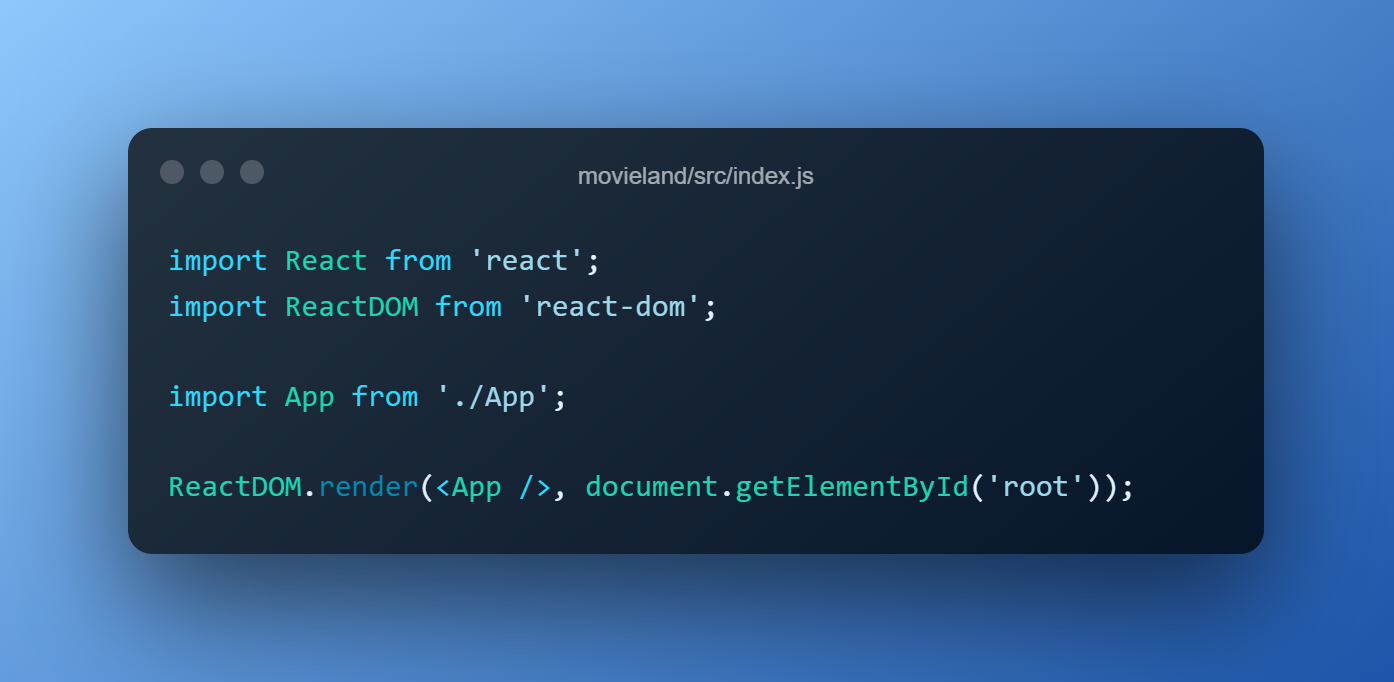 movieland/src/index.js
import React from 'react';
import ReactDOM from 'react-dom';
import App from './App';
ReactDOM.render(<App />, document.getElementById('root'));